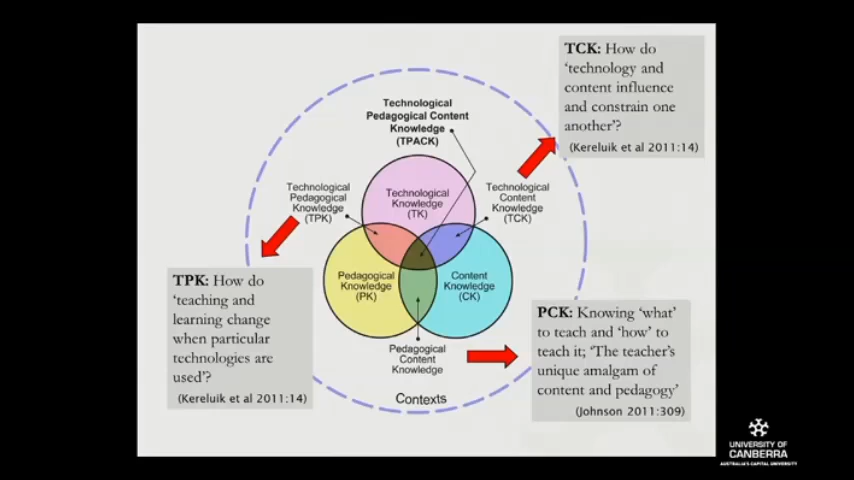 TCK: How do
'technology and
content influence
and constrain one
another'?
(Kereluik et al 2011:14)
Technological
Pedagogical Content
Knowledge
(TPACK)
Technological
Pedagogical
Knowledge
(TPK)
Technological
Knowledge
(TK)
Technological
Content
Knowledge
(TCK)
Pedagogical
Knowledge
(PK)
Content
Knowledge
(CK)
TPK: How do
'teaching and
learning change
when particular
technologies are
used'?
(Kereluik et al 2011:14)
Pedagogical
Content
Knowledge
PCK: Knowing 'what'
to teach and 'how' to
teach it; 'The teacher's
unique amalgam of
content and pedagogy'
(Johnson 2011:309)
Contexts
UNIVERSITY OF
CANBERRA
AUSTRALIA'S CAPITAL UNIVERSITY